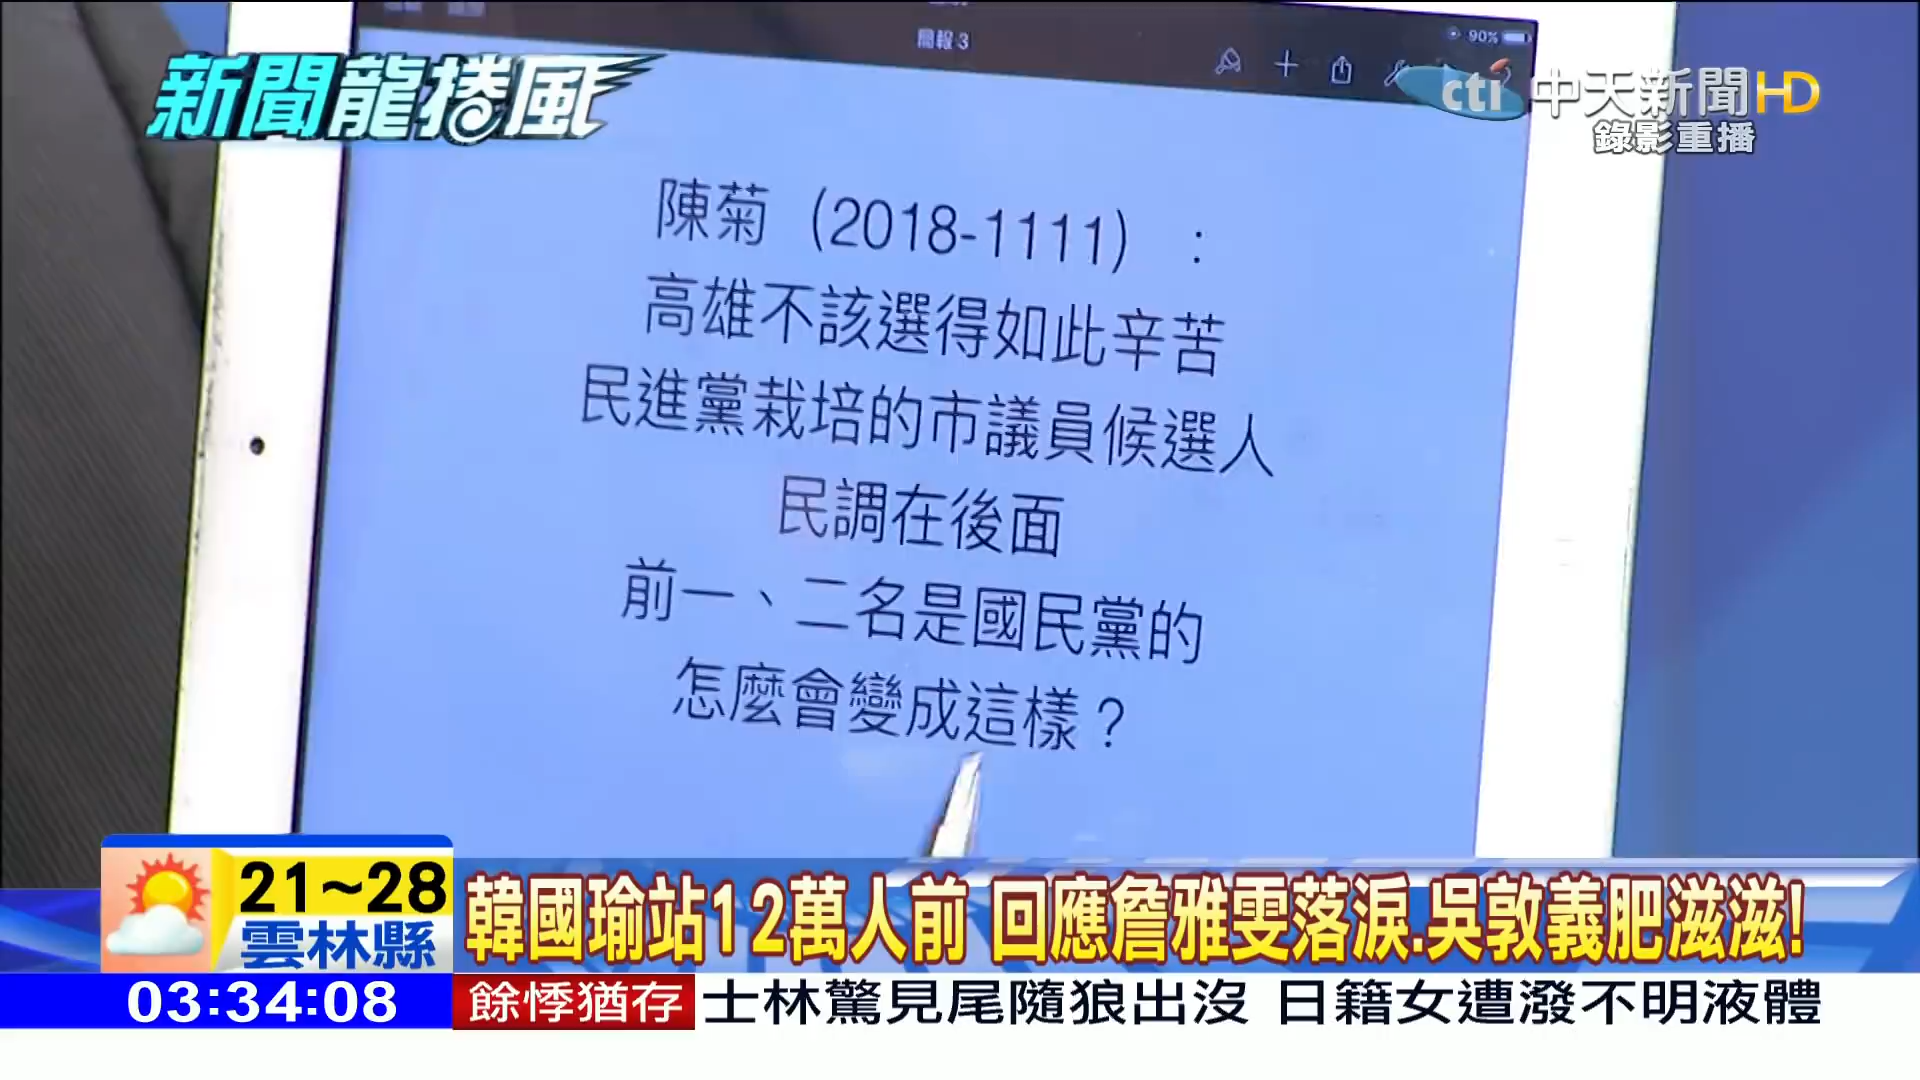 簡報 3
90%
新聞龍捲風
cti 中天新聞HD
錄影重播
陳菊（2018-1111）：
高雄不該選得如此辛苦
民進黨栽培的市議員候選人
民調在後面
前一、二名是國民黨的
怎麼會變成這樣？
21~28
雲林縣
韓國瑜站12萬人前 回應詹雅雯落淚.吳敦義肥滋滋!
03:34:08
餘悸猶存 士林驚見尾隨狼出沒 日籍女遭潑不明液體